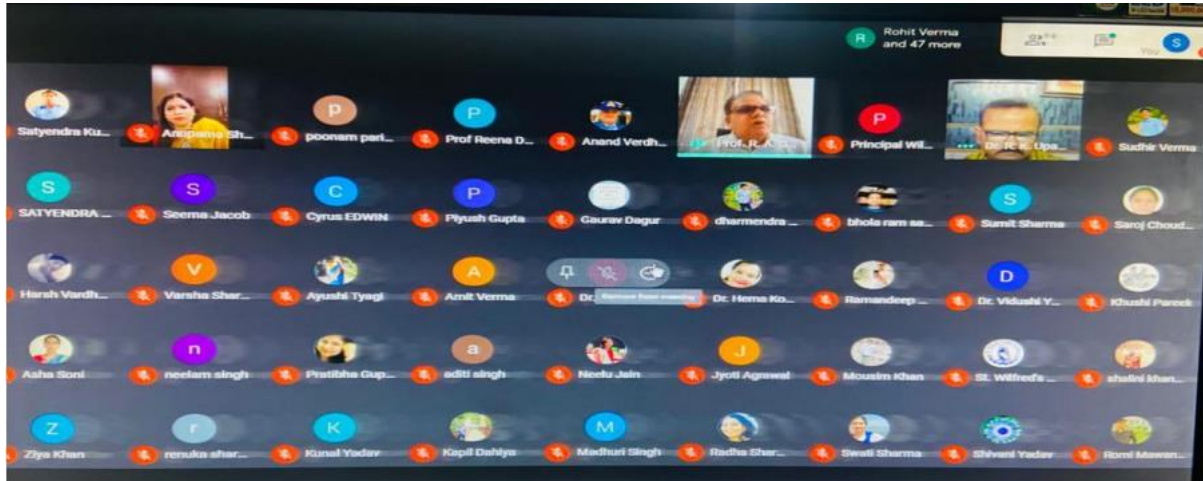 R Rohit Verma
and 47 more
You S
Satyendra Ku...
Anupama Sh...
p poonam pari...
P Prof Reena D...
Anand Verdh...
Prof. R. A. G...
P Principal Wil...
Dr. R. K. Upa...
Sudhir Verma
S SATYENDRA ...
S Seema Jacob
C Cyrus EDWIN
P Piyush Gupta
Gaurav Dagur
dharmendra ...
bhola ram sa...
S Sumit Sharma
Saroj Choud...
Harsh Vardh...
V Varsha Shar...
Ayushi Tyagi
A Amit Verma
Dr.
Remove from meeting
Dr. Hema Ko...
Ramandeep ...
D Dr. Vidushi Y...
Khushi Pareek
Asha Soni
n neelam singh
Pratibha Gup...
a aditi singh
Neetu Jain
J Jyoti Agrawal
Mousim Khan
St. Wilfred's ...
shalini khan...
Z Ziya Khan
r renuka shar...
K Kunal Yadav
Kapil Dahiya
M Madhuri Singh
Radha Shar...
Swati Sharma
Shivani Yadav
Romi Mawan...